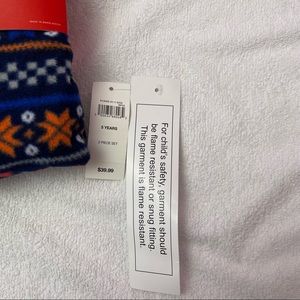 5 YEARS
2 PIECE SET
$39.99
For child's safety, garment should
be flame resistant or snug fitting.
This garment is flame resistant.